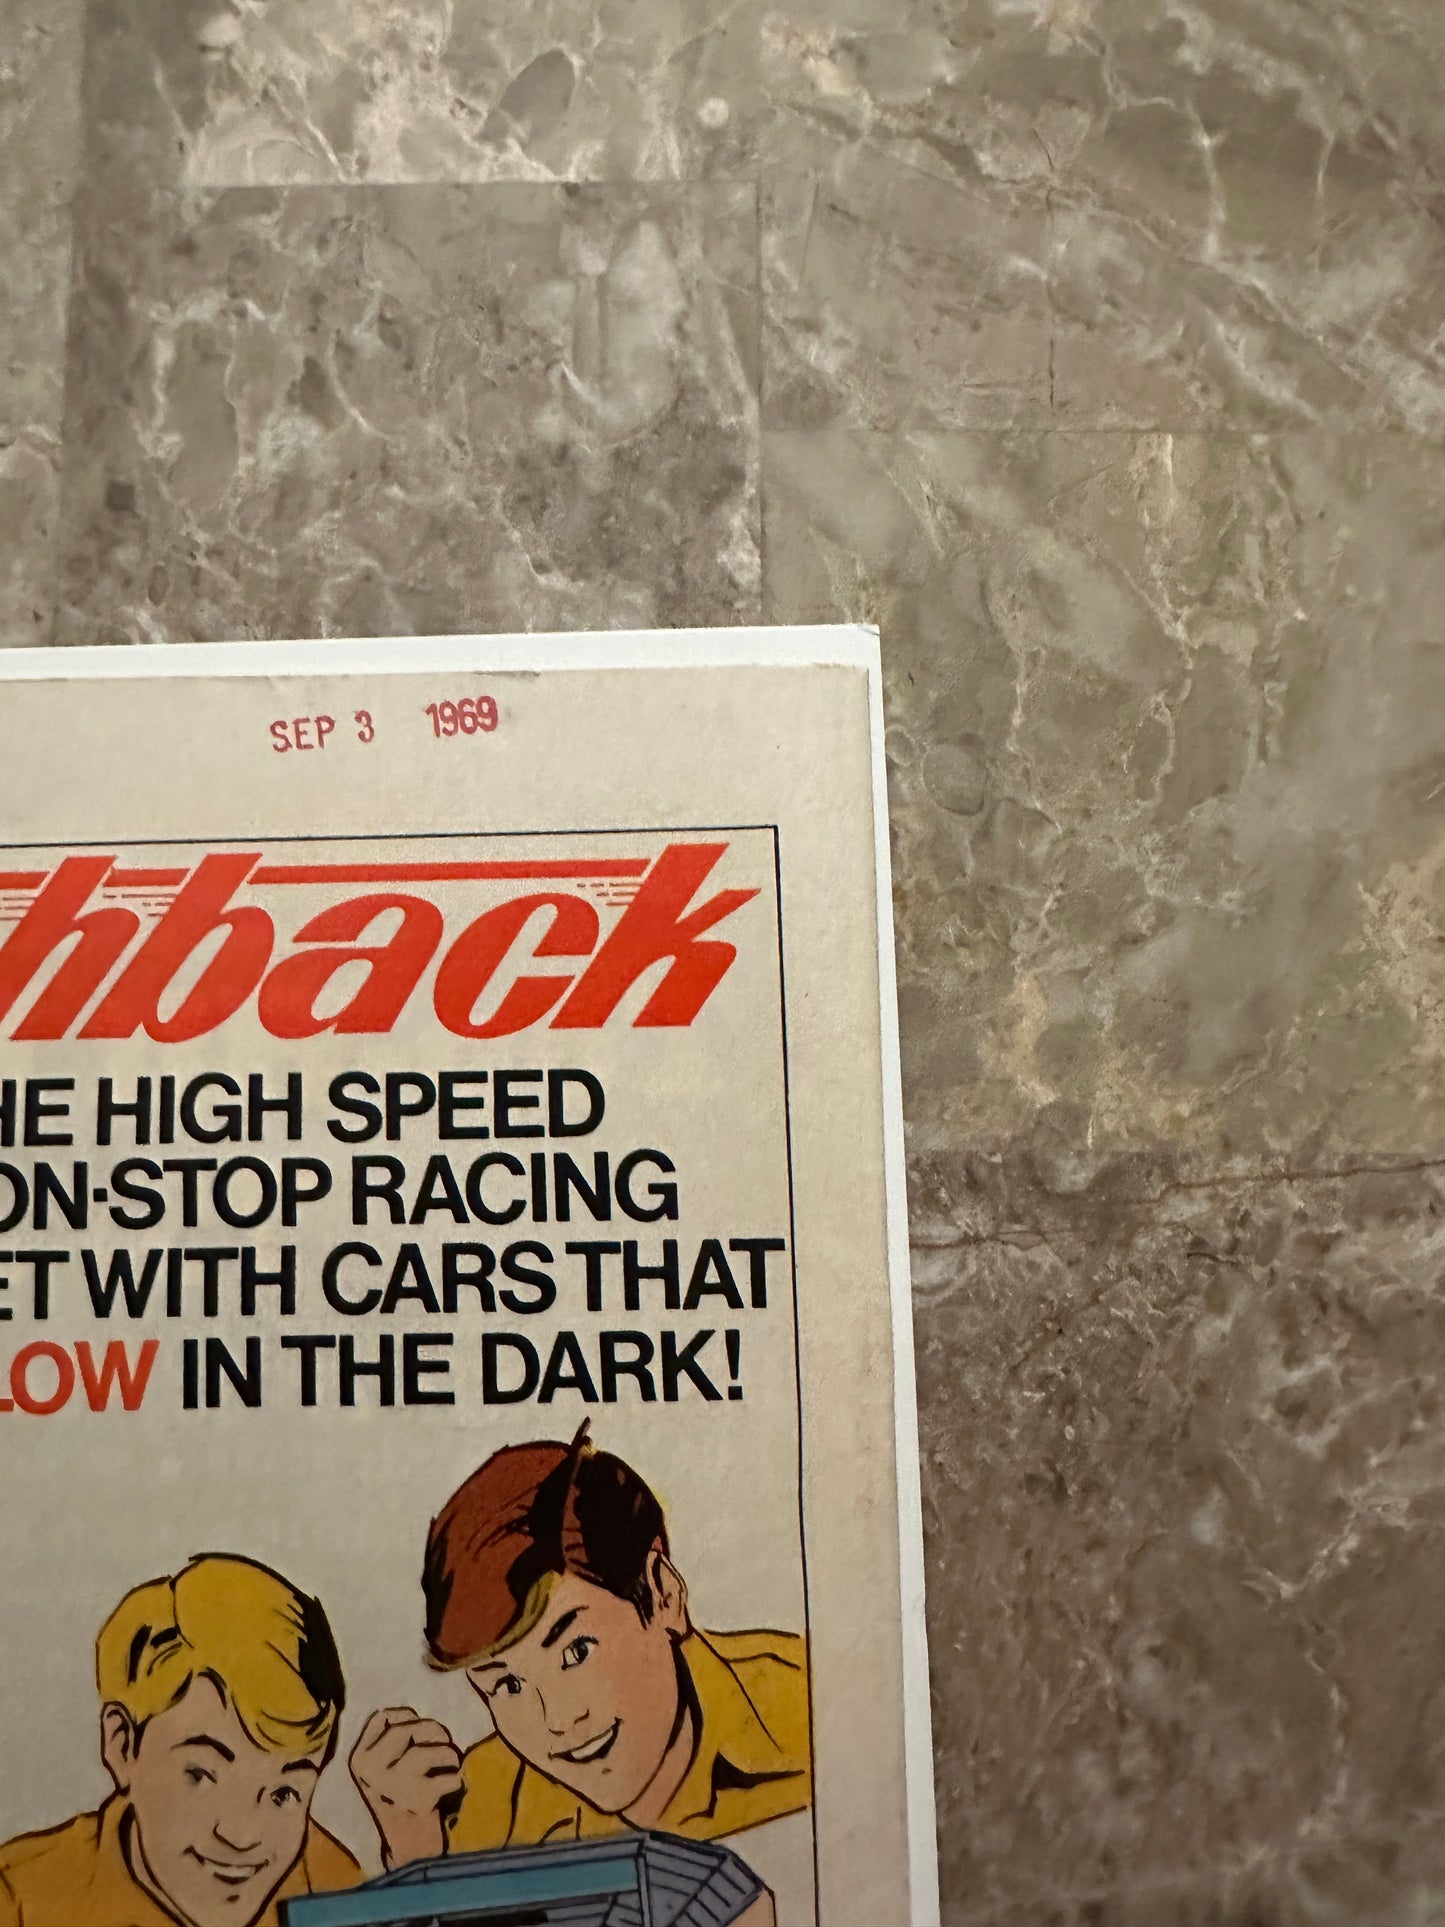 SEP 3 1969
hback
HE HIGH SPEED
ON-STOP RACING
ET WITH CARS THAT
LOW IN THE DARK!